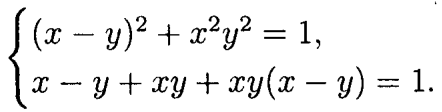 (x − y)² + x²y² = 1,
x − y + xy + xy(x − y) = 1.